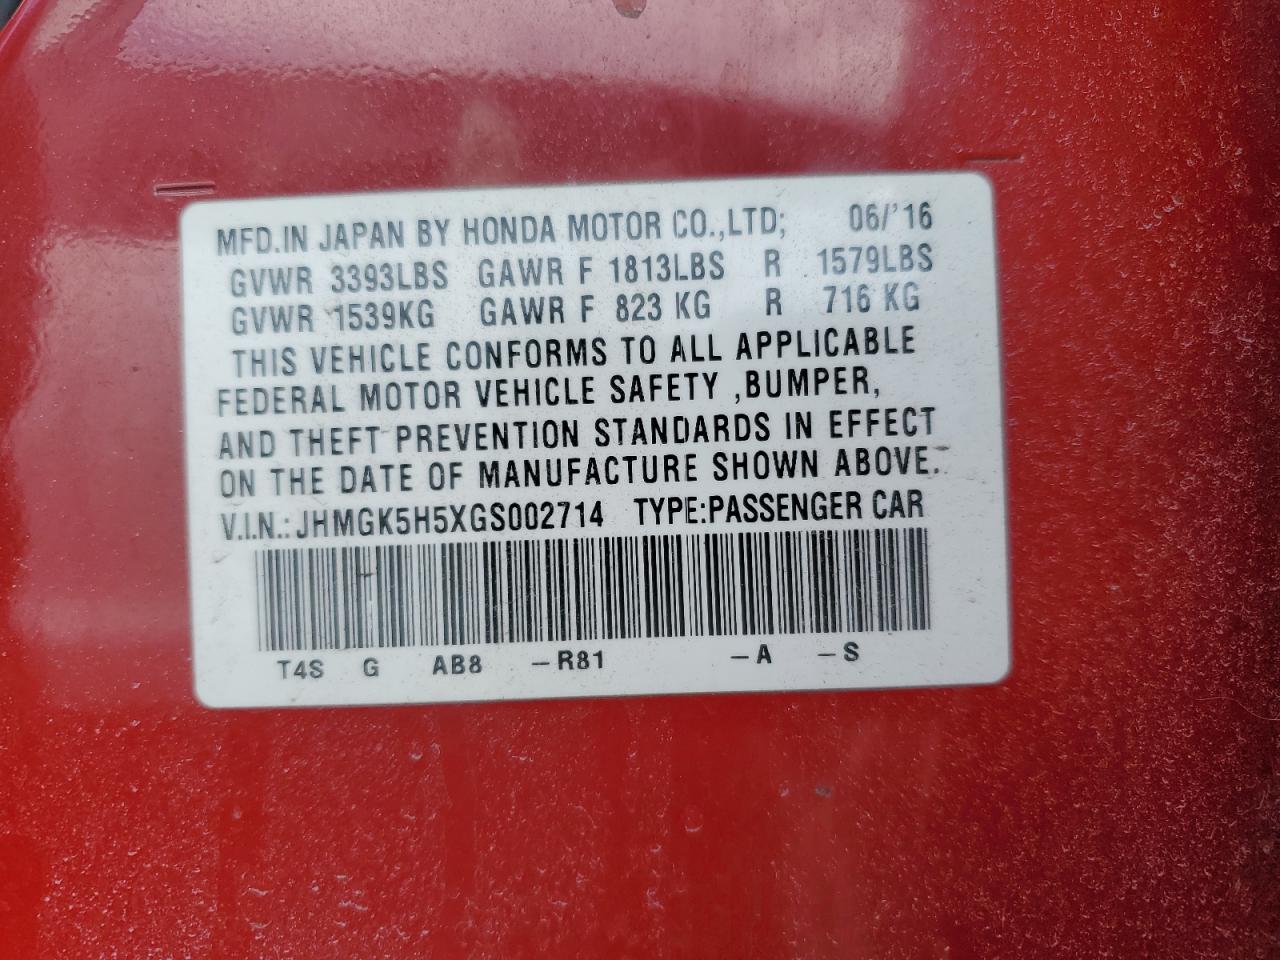 MFD.IN JAPAN BY HONDA MOTOR CO.,LTD; 06/'16
GVWR 3393LBS GAWR F 1813LBS R 1579LBS
GVWR 1539KG GAWR F 823 KG R 716 KG
THIS VEHICLE CONFORMS TO ALL APPLICABLE
FEDERAL MOTOR VEHICLE SAFETY ,BUMPER,
AND THEFT PREVENTION STANDARDS IN EFFECT
ON THE DATE OF MANUFACTURE SHOWN ABOVE.
V.I.N.: JHMGK5H5XGS002714 TYPE:PASSENGER CAR
T4S G AB8 -R81 -A -S